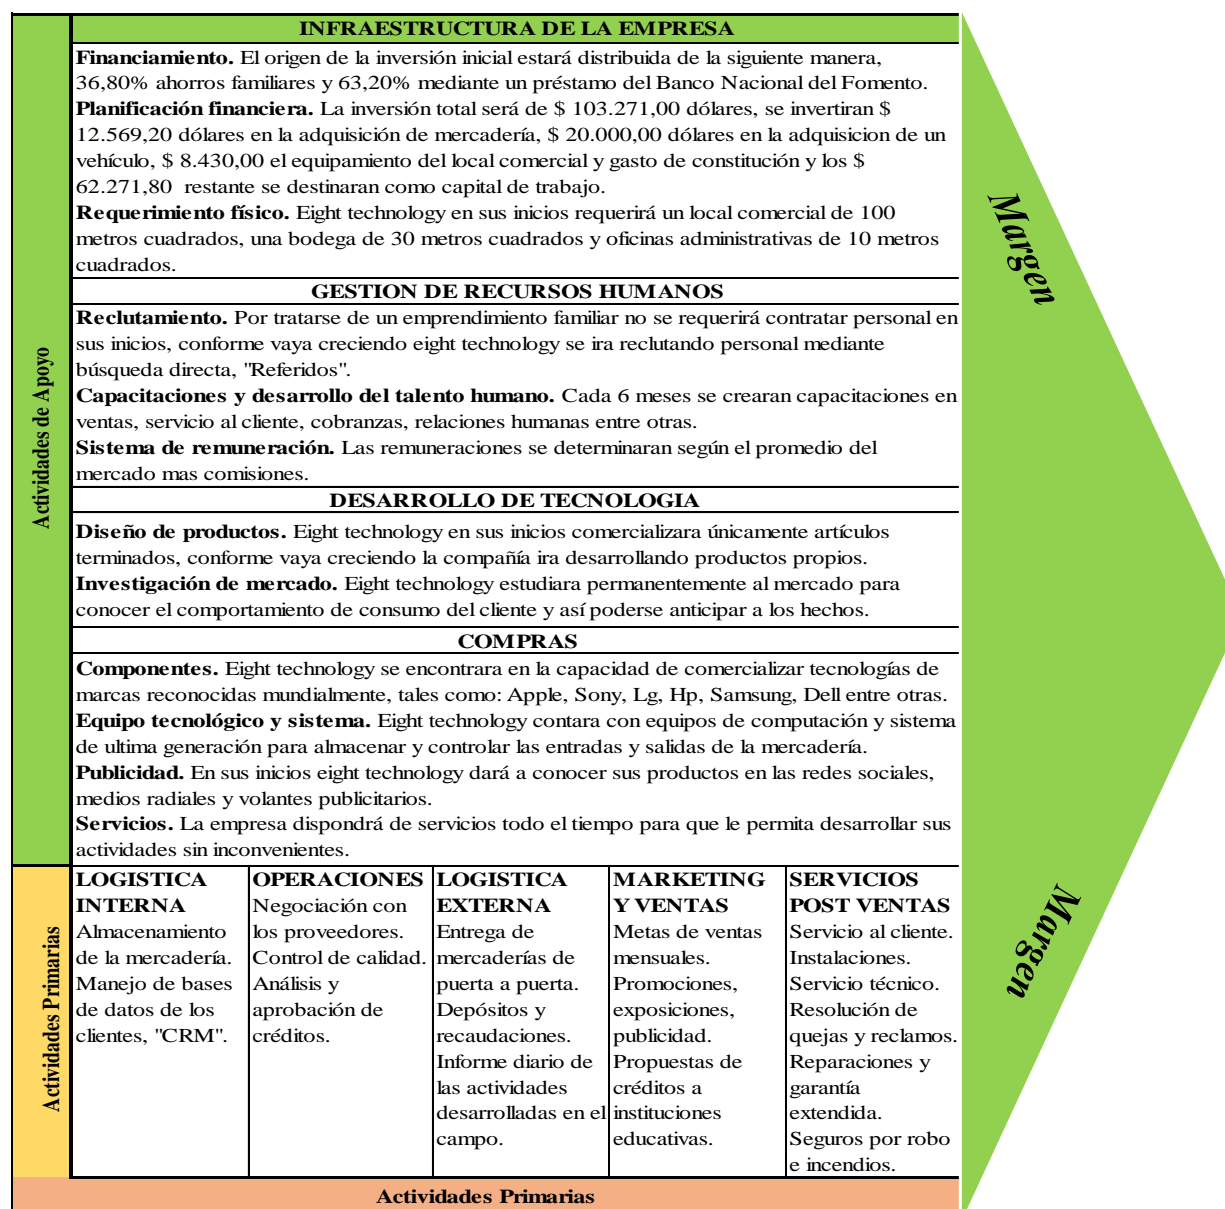 INFRAESTRUCTURA DE LA EMPRESA
Financiamiento. El origen de la inversión inicial estará distribuida de la siguiente manera,
36,80% ahorros familiares y 63,20% mediante un préstamo del Banco Nacional del Fomento.
Planificación financiera. La inversión total será de $ 103.271,00 dólares, se invertiran $
12.569,20 dólares en la adquisición de mercadería, $ 20.000,00 dólares en la adquisicion de un
vehículo, $ 8.430,00 el equipamiento del local comercial y gasto de constitución y los $
62.271,80 restante se destinaran como capital de trabajo.
Requerimiento físico. Eight technology en sus inicios requerirá un local comercial de 100
metros cuadrados, una bodega de 30 metros cuadrados y oficinas administrativas de 10 metros
cuadrados.
GESTION DE RECURSOS HUMANOS
Reclutamiento. Por tratarse de un emprendimiento familiar no se requerirá contratar personal en
sus inicios, conforme vaya creciendo eight technology se ira reclutando personal mediante
búsqueda directa, "Referidos".
Capacitaciones y desarrollo del talento humano. Cada 6 meses se crearan capacitaciones en
ventas, servicio al cliente, cobranzas, relaciones humanas entre otras.
Sistema de remuneración. Las remuneraciones se determinaran según el promedio del
mercado mas comisiones.
DESARROLLO DE TECNOLOGIA
Diseño de productos. Eight technology en sus inicios comercializara únicamente artículos
terminados, conforme vaya creciendo la compañía ira desarrollando productos propios.
Investigación de mercado. Eight technology estudiara permanentemente al mercado para
conocer el comportamiento de consumo del cliente y así poderse anticipar a los hechos.
COMPRAS
Componentes. Eight technology se encontrara en la capacidad de comercializar tecnologías de
marcas reconocidas mundialmente, tales como: Apple, Sony, Lg, Hp, Samsung, Dell entre otras.
Equipo tecnológico y sistema. Eight technology contara con equipos de computación y sistema
de ultima generación para almacenar y controlar las entradas y salidas de la mercadería.
Publicidad. En sus inicios eight technology dará a conocer sus productos en las redes sociales,
medios radiales y volantes publicitarios.
Servicios. La empresa dispondrá de servicios todo el tiempo para que le permita desarrollar sus
actividades sin inconvenientes.
Actividades de Apoyo
Margen
Margen
Actividades Primarias
LOGISTICA
INTERNA
Almacenamiento
de la mercadería.
Manejo de bases
de datos de los
clientes, "CRM".
OPERACIONES
Negociación con
los proveedores.
Control de calidad.
Análisis y
aprobación de
créditos.
LOGISTICA
EXTERNA
Entrega de
mercaderías de
puerta a puerta.
Depósitos y
recaudaciones.
Informe diario de
las actividades
desarrolladas en el
campo.
MARKETING
Y VENTAS
Metas de ventas
mensuales.
Promociones,
exposiciones,
publicidad.
Propuestas de
créditos a
instituciones
educativas.
SERVICIOS
POST VENTAS
Servicio al cliente.
Instalaciones.
Servicio técnico.
Resolución de
quejas y reclamos.
Reparaciones y
garantía
extendida.
Seguros por robo
e incendios.
Actividades Primarias